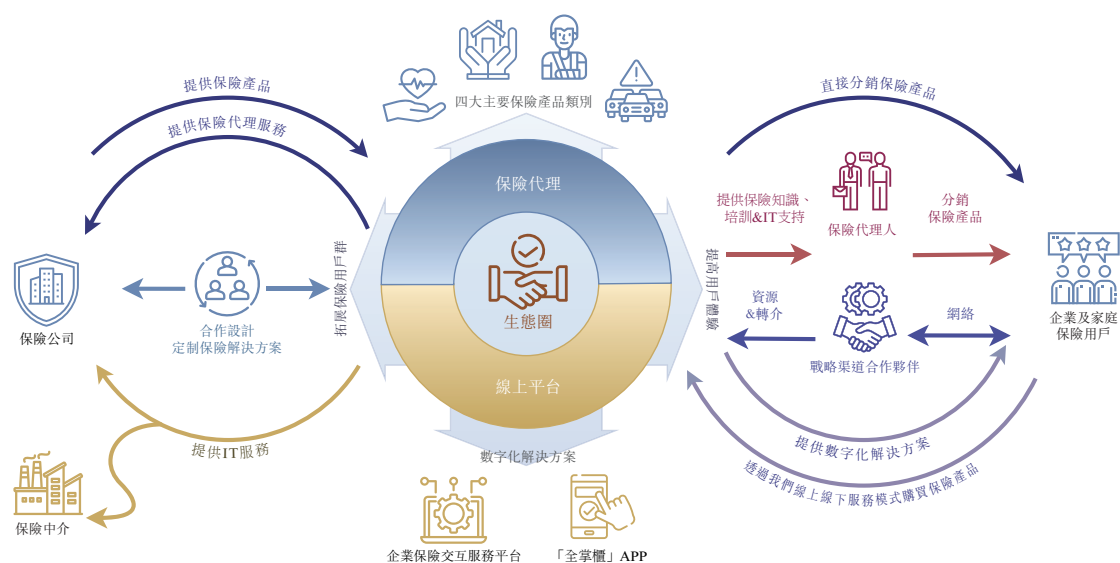 提供保險產品
提供保險代理服務
四大主要保險產品類別
直接分銷保險產品
保險代理
提供保險知識、
培訓&IT支持
保險代理人
分銷
保險產品
拓展保險用戶群
提高用戶體驗
保險公司
合作設計
定制保險解決方案
生態圈
資源
&轉介
網絡
企業及家庭
保險用戶
戰略渠道合作夥伴
線上平台
提供IT服務
數字化解決方案
提供數字化解決方案
透過我們線上線下服務模式購買保險產品
保險中介
企業保險交互服務平台
「全掌櫃」APP